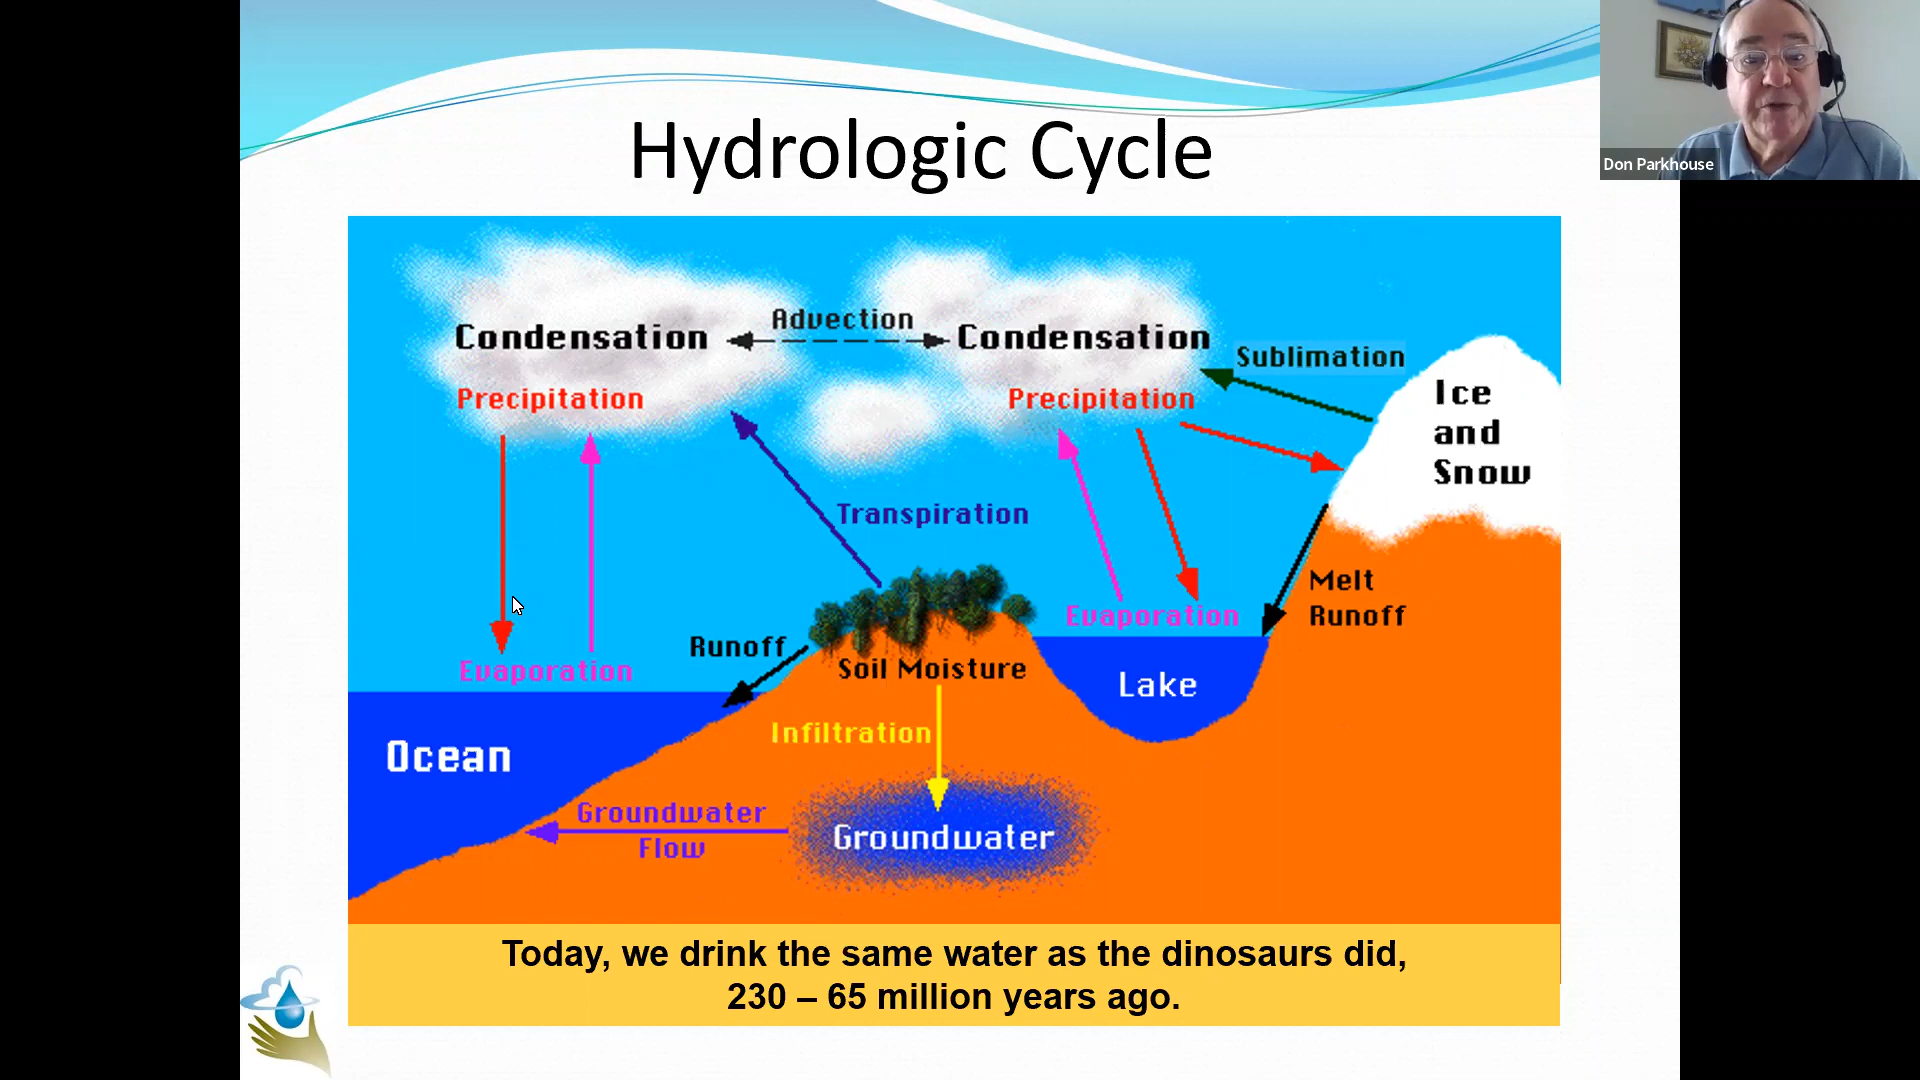 Hydrologic Cycle
Don Parkhouse
Advection
Condensation
Condensation
Sublimation
Precipitation
Precipitation
Ice
and
Snow
Transpiration
Melt
Runoff
Evaporation
Runoff
Evaporation
Soil Moisture
Lake
Infiltration
Ocean
Groundwater
Flow
Groundwater
Today, we drink the same water as the dinosaurs did,
230 – 65 million years ago.